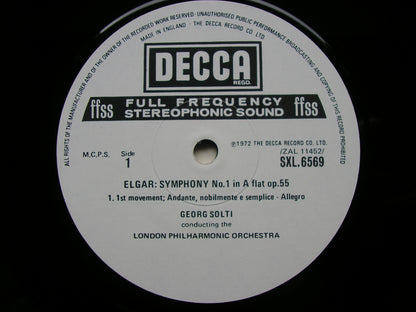 ALL RIGHTS OF THE MANUFACTURER AND OF THE OWNER OF THE RECORDED WORK RESERVED · UNAUTHORISED PUBLIC PERFORMANCE BROADCASTING AND COPYING OF THIS RECORD PROHIBITED
MADE IN ENGLAND · THE DECCA RECORD CO LTD
DECCA
REGD.
ffss FULL FREQUENCY ffss
STEREOPHONIC SOUND
℗1972 THE DECCA RECORD CO. LTD.
M.C.P.S. Side /ZAL 11452/
1 SXL.6569
ELGAR: SYMPHONY No.1 in A flat op.55
1. 1st movement; Andante, nobilmente e semplice - Allegro
GEORG SOLTI
conducting the
LONDON PHILHARMONIC ORCHESTRA